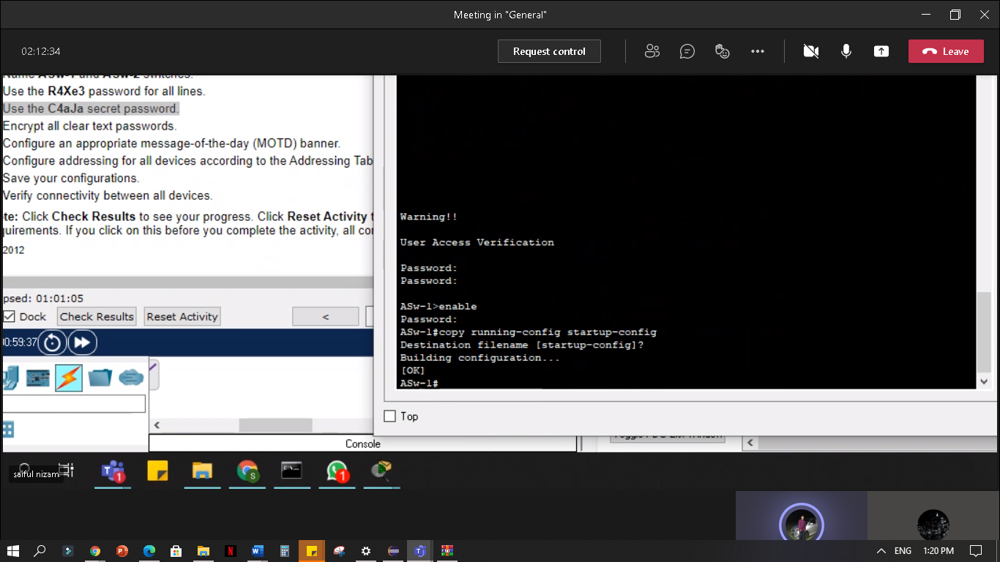 Meeting in "General"
02:12:34
Request control
Leave
Name ASw-1 and ASw-2 switches.
Use the R4Xe3 password for all lines.
Use the C4aJa secret password.
Encrypt all clear text passwords.
Configure an appropriate message-of-the-day (MOTD) banner.
Configure addressing for all devices according to the Addressing Tab
Save your configurations.
Verify connectivity between all devices.
te: Click Check Results to see your progress. Click Reset Activity t
uirements. If you click on this before you complete the activity, all co
2012
psed: 01:01:05
Dock
Check Results
Reset Activity
<
0:59:37
Warning!!
User Access Verification
Password:
Password:
ASw-1>enable
Password:
ASw-1#copy running-config startup-config
Destination filename [startup-config]?
Building configuration...
[OK]
ASw-1#
Top
Console
saiful nizam
1
S
1
ENG
1:20 PM